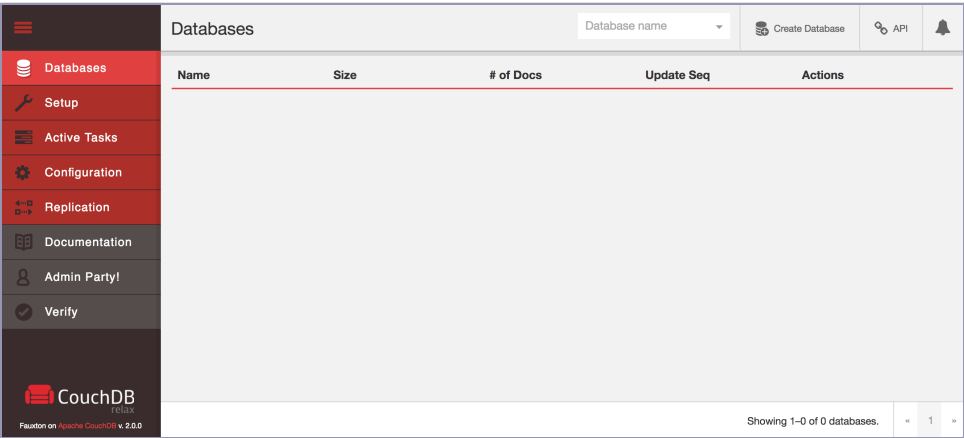 Databases
Database name
Create Database
API
Databases
Setup
Active Tasks
Configuration
Replication
Documentation
Admin Party!
Verify
Name Size # of Docs Update Seq Actions
CouchDB
relax
Fauxton on Apache CouchDB v. 2.0.0
Showing 1–0 of 0 databases.
« 1 »